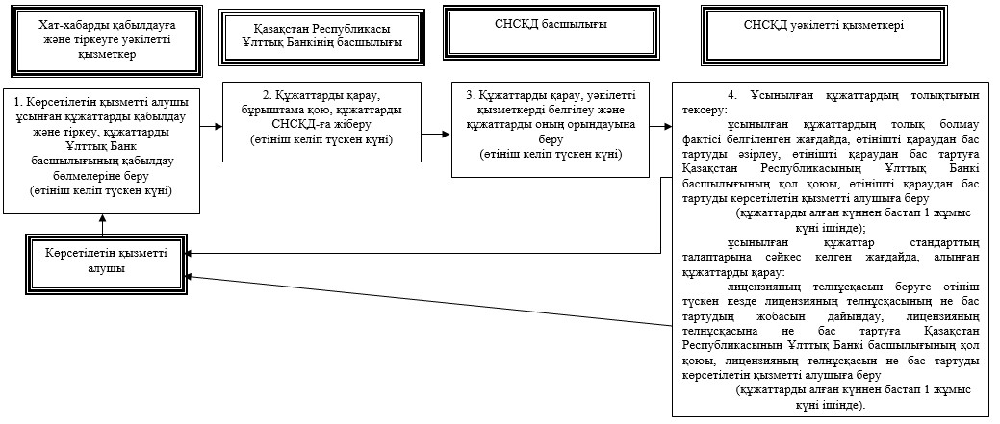 Хат-хабарды қабылдауға
және тіркеуге уәкілетті
қызметкер
Қазақстан Республикасы
Ұлттық Банкінің басшылығы
СНСҚД басшылығы
СНСҚД уәкілетті қызметкері
1. Көрсетілетін қызметті алушы
ұсынған құжаттарды қабылдау
және тіркеу, құжаттарды
Ұлттық Банк
басшылығының қабылдау
бөлмелеріне беру
(өтініш келіп түскен күні)
2. Құжаттарды қарау,
бұрыштама қою, құжаттарды
СНСҚД-ға жіберу
(өтініш келіп түскен күні)
3. Құжаттарды қарау, уәкілетті
қызметкерді белгілеу және
құжаттарды оның орындауына
беру
(өтініш келіп түскен күні)
4. Ұсынылған құжаттардың толықтығын
тексеру:
ұсынылған құжаттардың толық болмау
фактісі белгіленген жағдайда, өтінішті қараудан бас
тартуды әзірлеу, өтінішті қараудан бас тартуға
Қазақстан Республикасының Ұлттық Банкі
басшылығының қол қоюы, өтінішті қараудан бас
тартуды көрсетілетін қызметті алушыға беру
(құжаттарды алған күннен бастап 1 жұмыс
күні ішінде);
ұсынылған құжаттар стандарттың
талаптарына сәйкес келген жағдайда, алынған
құжаттарды қарау:
лицензияның телнұсқасын беруге өтініш
түскен кезде лицензияның телнұсқасының не бас
тартудың жобасын дайындау, лицензияның
телнұсқасына не бас тартуға Қазақстан
Республикасының Ұлттық Банкі басшылығының қол
қоюы, лицензияның телнұсқасын не бас тартуды
көрсетілетін қызметті алушыға беру
(құжаттарды алған күннен бастап 1 жұмыс
күні ішінде).
Көрсетілетін қызметті
алушы